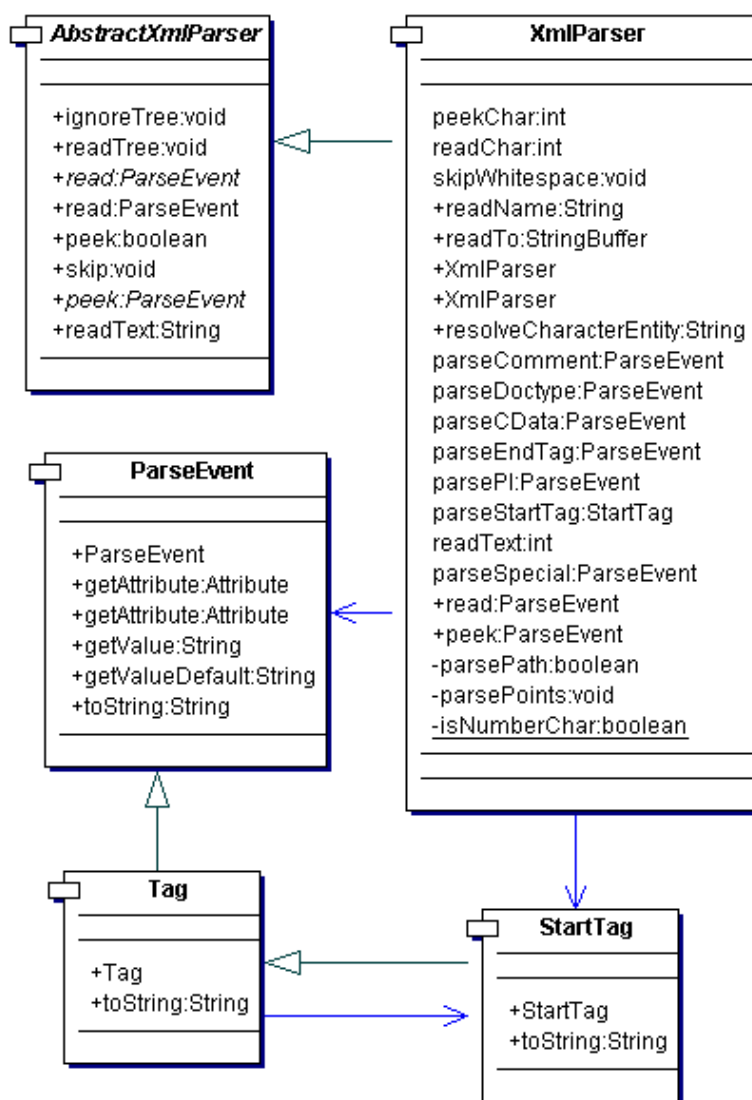 AbstractXmlParser
+ignoreTree:void
+readTree:void
+read:ParseEvent
+read:ParseEvent
+peek:boolean
+skip:void
+peek:ParseEvent
+readText:String
XmlParser
peekChar:int
readChar:int
skipWhitespace:void
+readName:String
+readTo:StringBuffer
+XmlParser
+XmlParser
+resolveCharacterEntity:String
parseComment:ParseEvent
parseDoctype:ParseEvent
parseCData:ParseEvent
parseEndTag:ParseEvent
parsePI:ParseEvent
parseStartTag:StartTag
readText:int
parseSpecial:ParseEvent
+read:ParseEvent
+peek:ParseEvent
-parsePath:boolean
-parsePoints:void
-isNumberChar:boolean
ParseEvent
+ParseEvent
+getAttribute:Attribute
+getAttribute:Attribute
+getValue:String
+getValueDefault:String
+toString:String
Tag
+Tag
+toString:String
StartTag
+StartTag
+toString:String